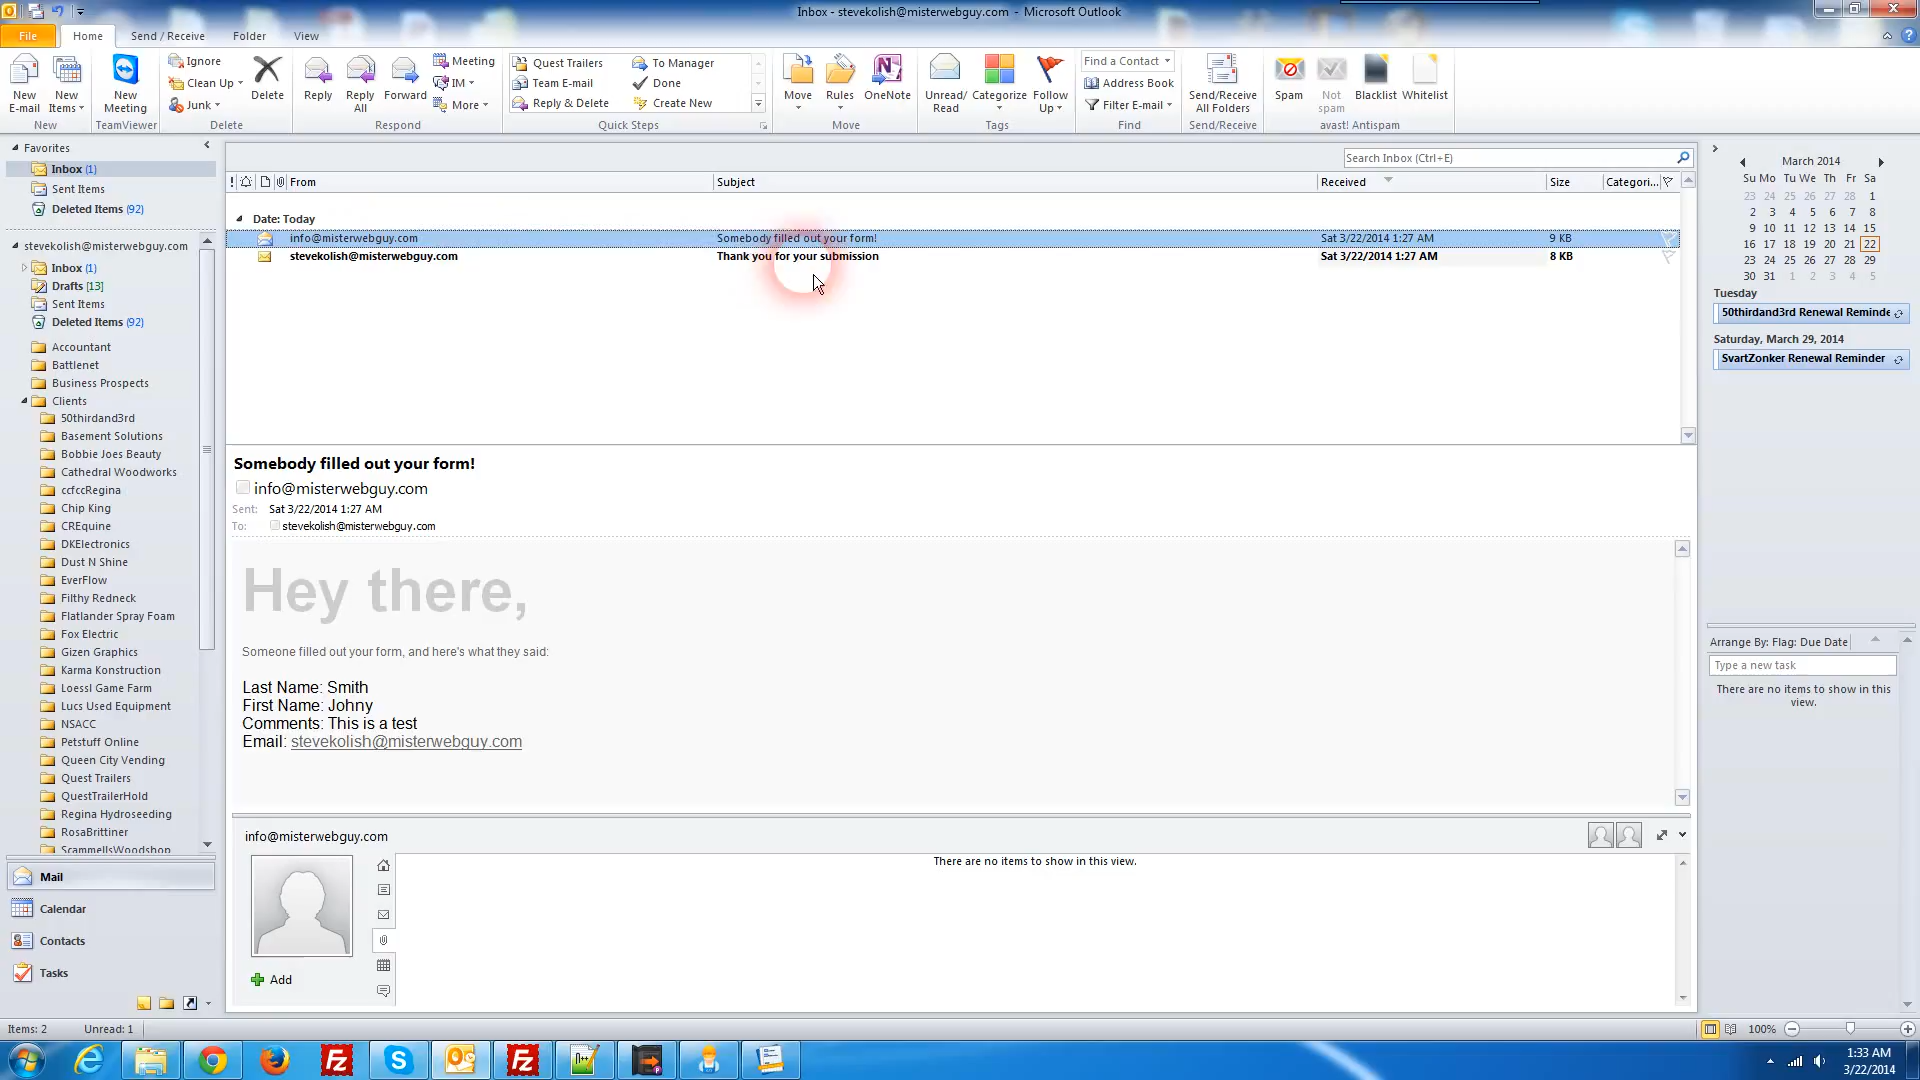 Inbox - stevekolish@misterwebguy.com - Microsoft Outlook
File Home Send / Receive Folder View
New E-mail
New Items
New
New Meeting
TeamViewer
Ignore
Clean Up
Junk
Delete
Delete
Reply
Reply All
Forward
Meeting
IM
More
Respond
Quest Trailers
Team E-mail
Reply & Delete
To Manager
Done
Create New
Quick Steps
Move
Rules
OneNote
Move
Unread/ Read
Categorize
Follow Up
Tags
Find a Contact
Address Book
Filter E-mail
Find
Send/Receive All Folders
Send/Receive
Spam
Not spam
Blacklist
Whitelist
avast! Antispam
Favorites
Inbox (1)
Sent Items
Deleted Items (92)
stevekolish@misterwebguy.com
Inbox (1)
Drafts [13]
Sent Items
Deleted Items (92)
Accountant
Battlenet
Business Prospects
Clients
50thirdand3rd
Basement Solutions
Bobbie Joes Beauty
Cathedral Woodworks
ccfccRegina
Chip King
CREquine
DKElectronics
Dust N Shine
EverFlow
Filthy Redneck
Flatlander Spray Foam
Fox Electric
Gizen Graphics
Karma Konstruction
Loessl Game Farm
Lucs Used Equipment
NSACC
Petstuff Online
Queen City Vending
Quest Trailers
QuestTrailerHold
Regina Hydroseeding
RosaBrittiner
ScammellsWoodshop
Mail
Calendar
Contacts
Tasks
Search Inbox (Ctrl+E)
! From Subject Received Size Categori...
Date: Today
info@misterwebguy.com Somebody filled out your form! Sat 3/22/2014 1:27 AM 9 KB
stevekolish@misterwebguy.com Thank you for your submission Sat 3/22/2014 1:27 AM 8 KB
Somebody filled out your form!
info@misterwebguy.com
Sent: Sat 3/22/2014 1:27 AM
To: stevekolish@misterwebguy.com
Hey there,
Someone filled out your form, and here's what they said:
Last Name: Smith
First Name: Johny
Comments: This is a test
Email: stevekolish@misterwebguy.com
info@misterwebguy.com
There are no items to show in this view.
Add
March 2014
Su Mo Tu We Th Fr Sa
23 24 25 26 27 28 1
2 3 4 5 6 7 8
9 10 11 12 13 14 15
16 17 18 19 20 21 22
23 24 25 26 27 28 29
30 31 1 2 3 4 5
Tuesday
50thirdand3rd Renewal Reminde
Saturday, March 29, 2014
SvartZonker Renewal Reminder
Arrange By: Flag: Due Date
Type a new task
There are no items to show in this view.
Items: 2 Unread: 1
100%
1:33 AM
3/22/2014